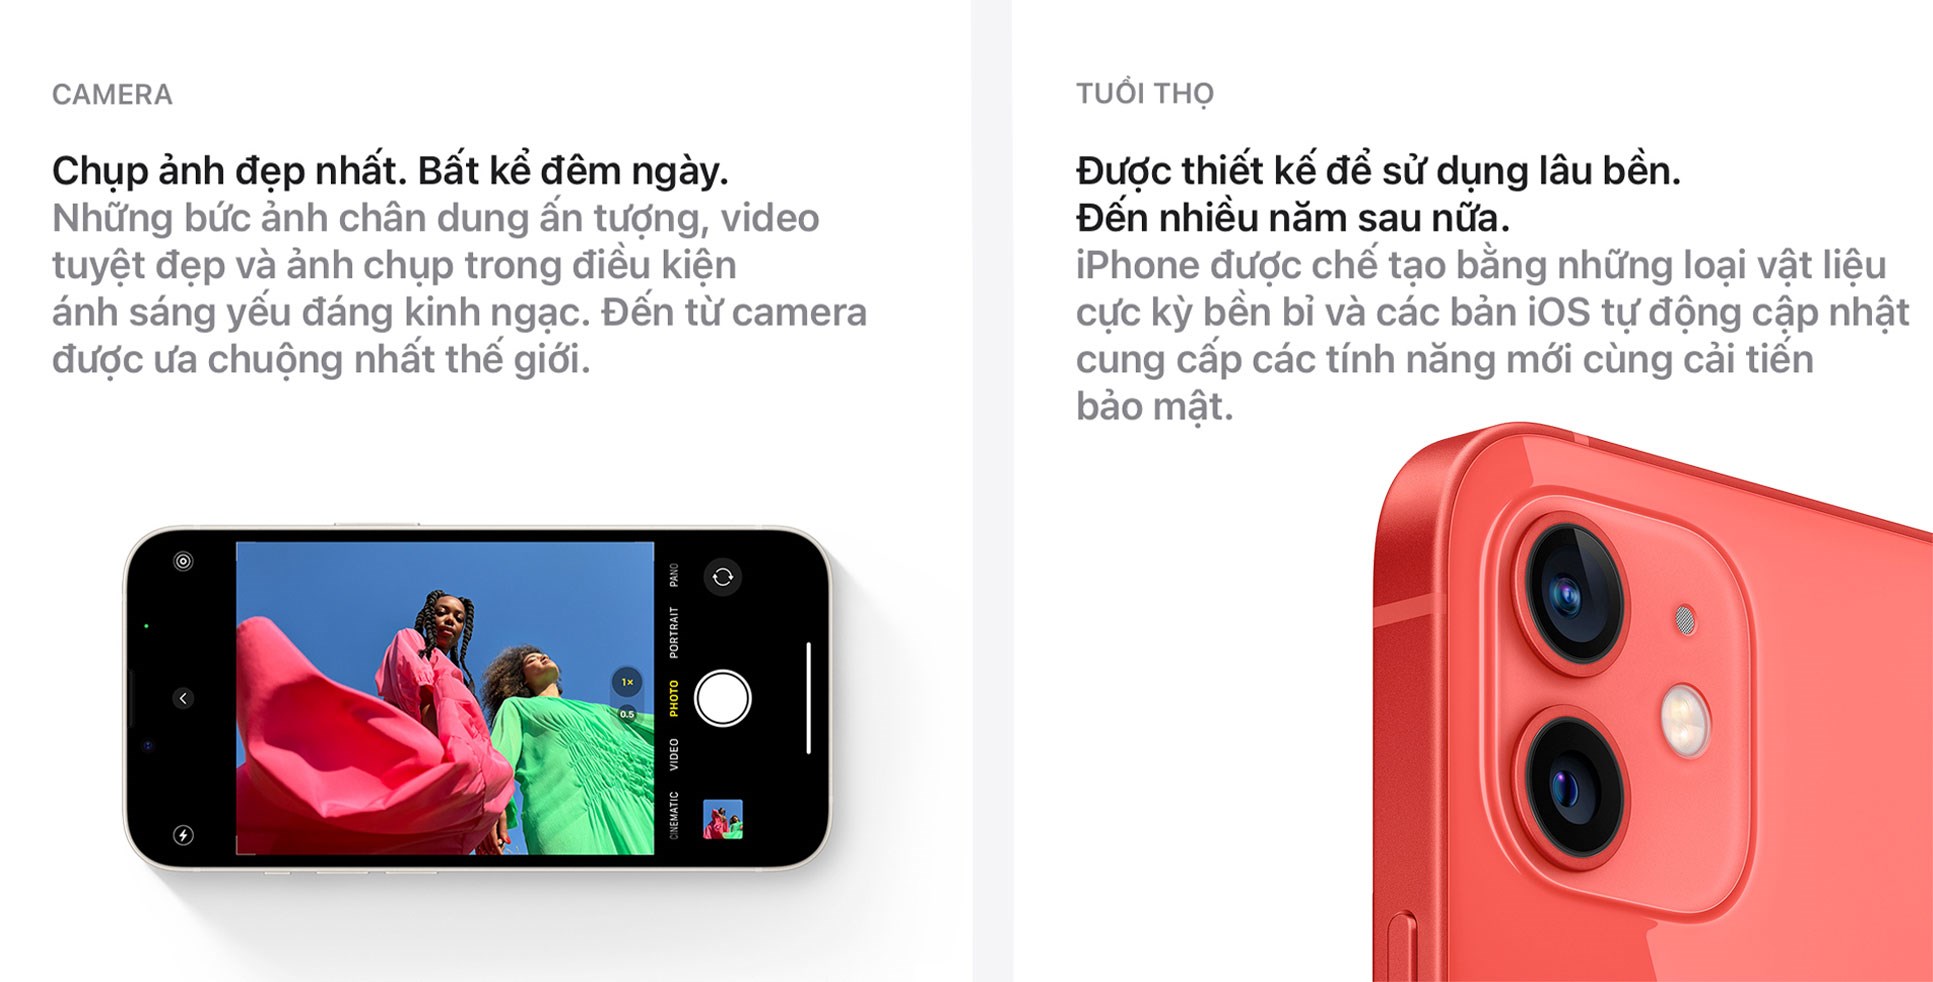 CAMERA
Chụp ảnh đẹp nhất. Bất kể đêm ngày.
Những bức ảnh chân dung ấn tượng, video
tuyệt đẹp và ảnh chụp trong điều kiện
ánh sáng yếu đáng kinh ngạc. Đến từ camera
được ưa chuộng nhất thế giới.
PANO
PORTRAIT
PHOTO
VIDEO
CINEMATIC
1×
0.5
TUỔI THỌ
Được thiết kế để sử dụng lâu bền.
Đến nhiều năm sau nữa.
iPhone được chế tạo bằng những loại vật liệu
cực kỳ bền bỉ và các bản iOS tự động cập nhật
cung cấp các tính năng mới cùng cải tiến
bảo mật.